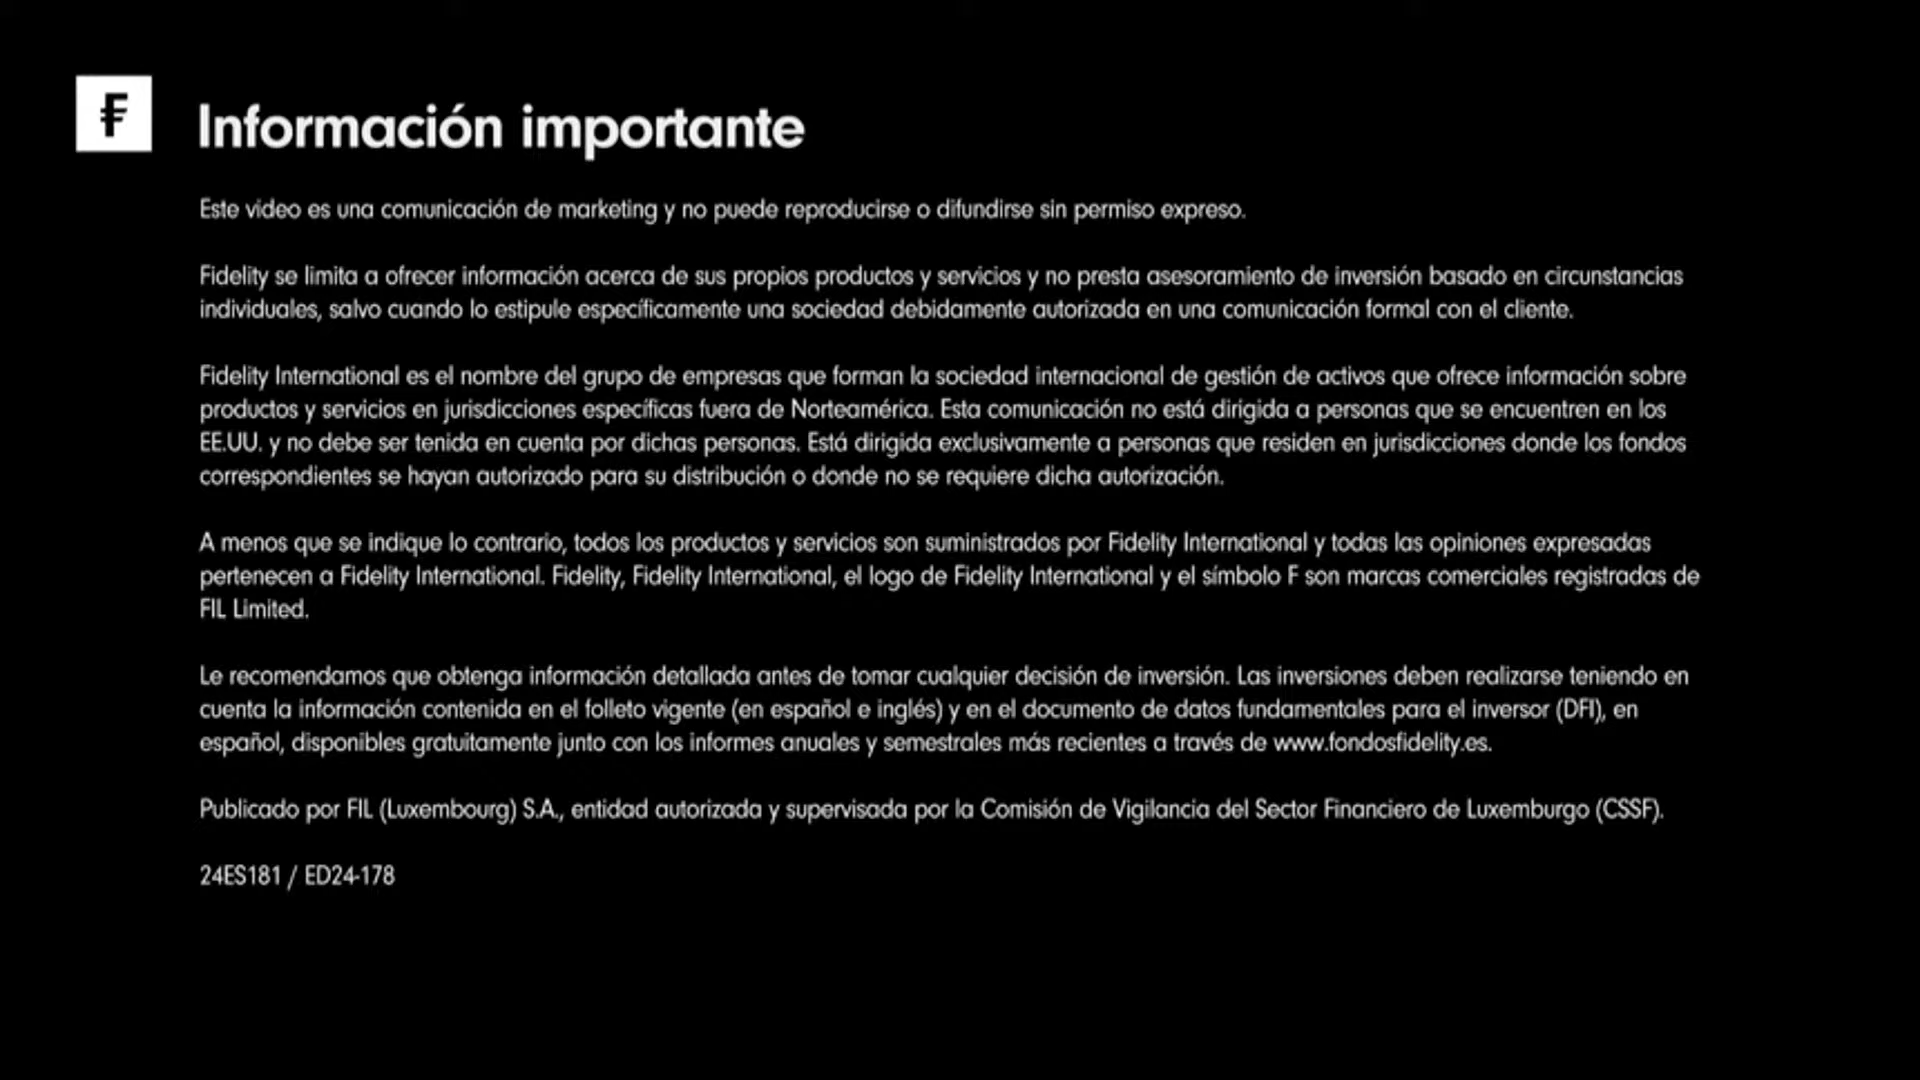 Información importante
Este video es una comunicación de marketing y no puede reproducirse o difundirse sin permiso expreso.
Fidelity se limita a ofrecer información acerca de sus propios productos y servicios y no presta asesoramiento de inversión basado en circunstancias
individuales, salvo cuando lo estipule específicamente una sociedad debidamente autorizada en una comunicación formal con el cliente.
Fidelity International es el nombre del grupo de empresas que forman la sociedad internacional de gestión de activos que ofrece información sobre
productos y servicios en jurisdicciones específicas fuera de Norteamérica. Esta comunicación no está dirigida a personas que se encuentren en los
EE.UU. y no debe ser tenida en cuenta por dichas personas. Está dirigida exclusivamente a personas que residen en jurisdicciones donde los fondos
correspondientes se hayan autorizado para su distribución o donde no se requiere dicha autorización.
A menos que se indique lo contrario, todos los productos y servicios son suministrados por Fidelity International y todas las opiniones expresadas
pertenecen a Fidelity International. Fidelity, Fidelity International, el logo de Fidelity International y el símbolo F son marcas comerciales registradas de
FIL Limited.
Le recomendamos que obtenga información detallada antes de tomar cualquier decisión de inversión. Las inversiones deben realizarse teniendo en
cuenta la información contenida en el folleto vigente (en español e inglés) y en el documento de datos fundamentales para el inversor (DFI), en
español, disponibles gratuitamente junto con los informes anuales y semestrales más recientes a través de www.fondosfidelity.es.
Publicado por FIL (Luxembourg) S.A., entidad autorizada y supervisada por la Comisión de Vigilancia del Sector Financiero de Luxemburgo (CSSF).
24ES181 / ED24-178